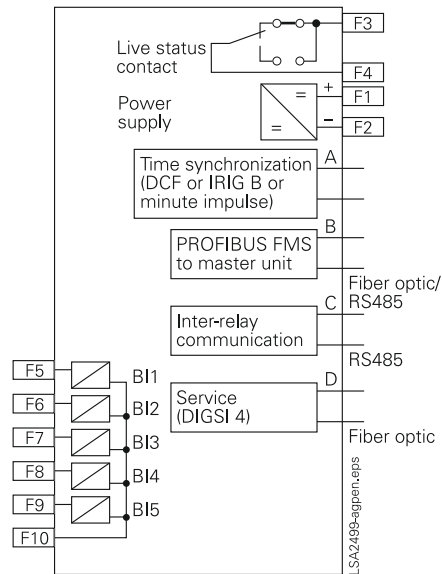 F3
Live status
contact
F4
+
F1
Power
supply
=
=
−
F2
A
Time synchronization
(DCF or IRIG B or
minute impulse)
B
PROFIBUS FMS
to master unit
Fiber optic/
RS485
C
Inter-relay
communication
RS485
D
Service
(DIGSI 4)
Fiber optic
F5
BI1
F6
BI2
F7
BI3
F8
BI4
F9
BI5
F10
LSA2499-agpen.eps